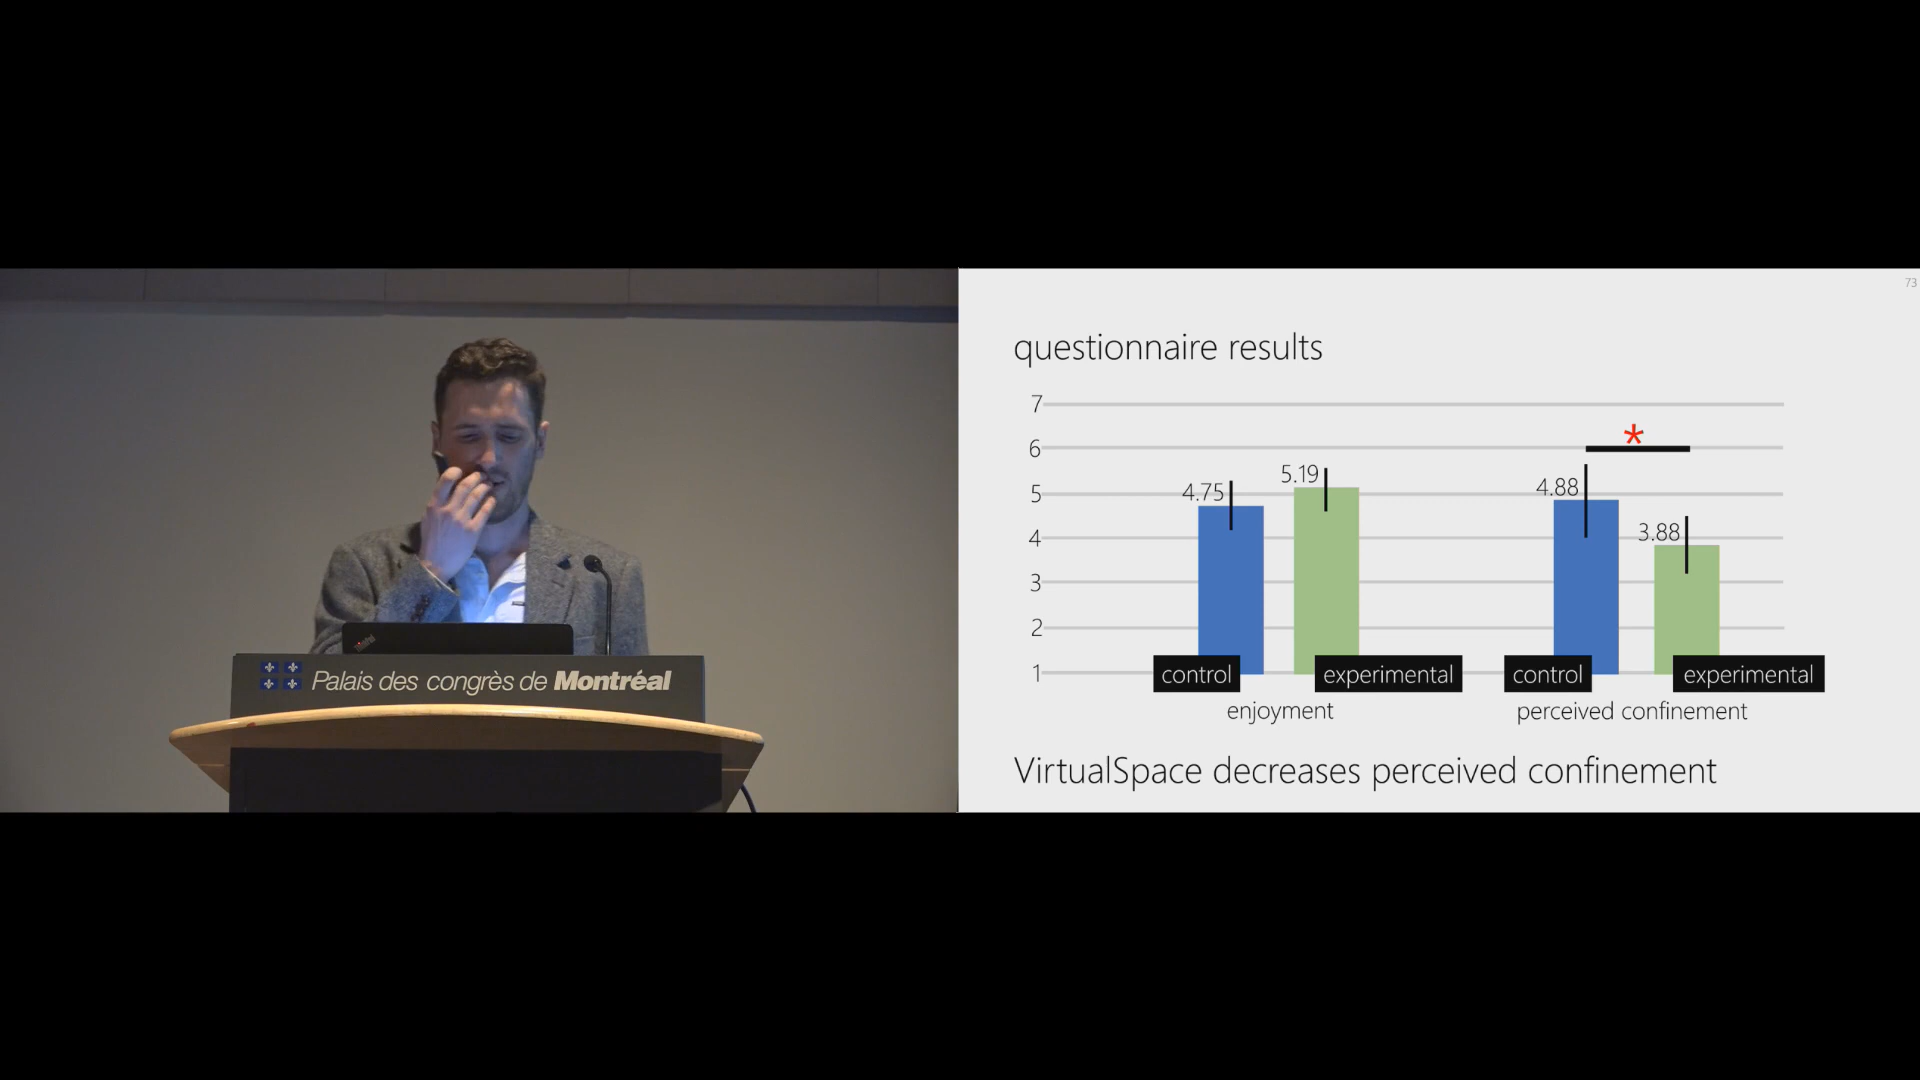 Palais des congrès de Montréal
73
questionnaire results
7
6
5
4
3
2
1
4.75
5.19
*
4.88
3.88
control
experimental
control
experimental
enjoyment
perceived confinement
VirtualSpace decreases perceived confinement